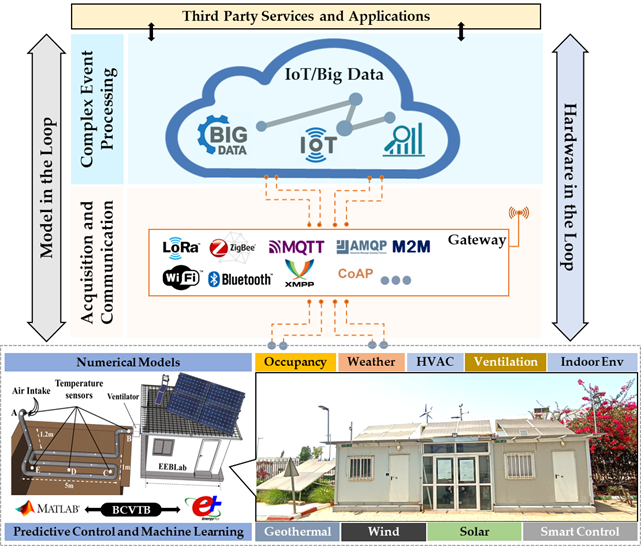 Third Party Services and Applications
Model in the Loop
Complex Event
Processing
IoT/Big Data
BIG
DATA
IoT
Hardware in the Loop
Acquisition and
Communication
Gateway
LoRa
ZigBee
MQTT
AMQP
M2M
WiFi
Bluetooth
XMPP
CoAP
Numerical Models
Occupancy
Weather
HVAC
Ventilation
Indoor Env
Air Intake
Temperature
sensors
Ventilator
A
B
1.2m
1m
E
D
C
5m
EEBLab
MATLAB
BCVTB
e+
EnergyPlus
Predictive Control and Machine Learning
Geothermal
Wind
Solar
Smart Control